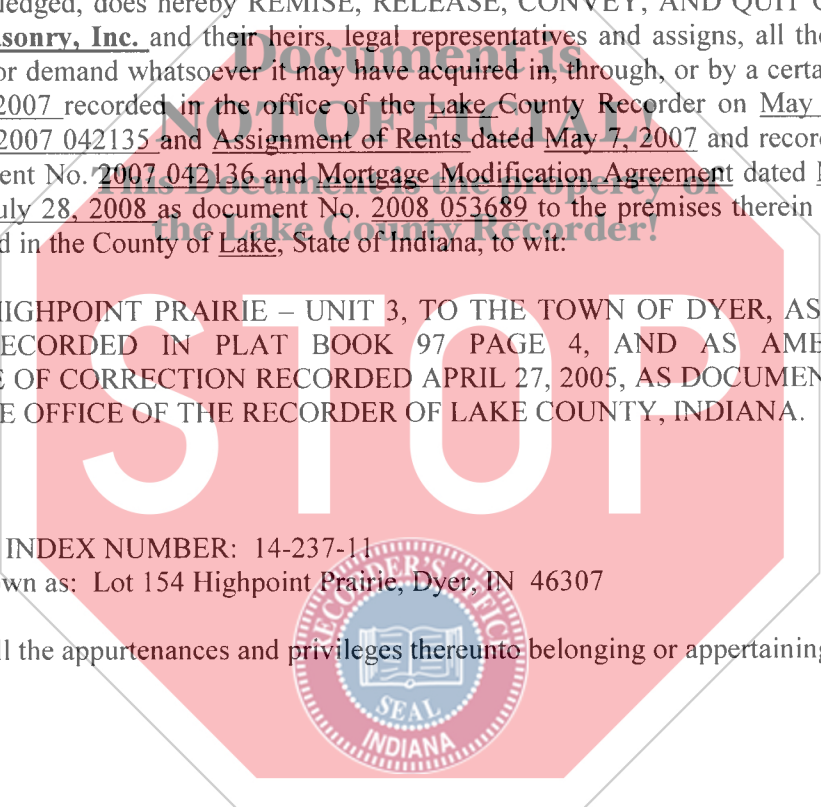 ledged, does hereby REMISE, RELEASE, CONVEY, AND QUIT C
asonry, Inc. and their heirs, legal representatives and assigns, all the
or demand whatsoever it may have acquired in, through, or by a certa
2007 recorded in the office of the Lake County Recorder on May
2007 042135 and Assignment of Rents dated May 7, 2007 and record
ent No. 2007 042136 and Mortgage Modification Agreement dated M
uly 28, 2008 as document No. 2008 053689 to the premises therein
d in the County of Lake, State of Indiana, to wit:
Document is
NOT OFFICIAL!
This Document is the property of
the Lake County Recorder!
HIGHPOINT PRAIRIE – UNIT 3, TO THE TOWN OF DYER, AS
ECORDED IN PLAT BOOK 97 PAGE 4, AND AS AME
E OF CORRECTION RECORDED APRIL 27, 2005, AS DOCUMEN
E OFFICE OF THE RECORDER OF LAKE COUNTY, INDIANA.
STOP
INDEX NUMBER: 14-237-11
wn as: Lot 154 Highpoint Prairie, Dyer, IN 46307
ll the appurtenances and privileges thereunto belonging or appertaining
RECORDER'S OFFICE
SEAL
INDIANA